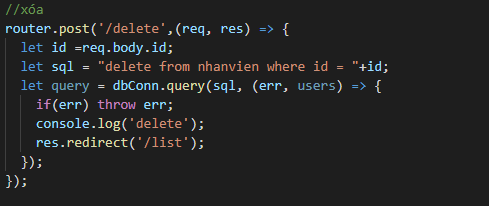 //xóa
router.post('/delete',(req, res) => {
  let id =req.body.id;
  let sql = "delete from nhanvien where id = "+id;
  let query = dbConn.query(sql, (err, users) => {
    if(err) throw err;
    console.log('delete');
    res.redirect('/list');
  });
});